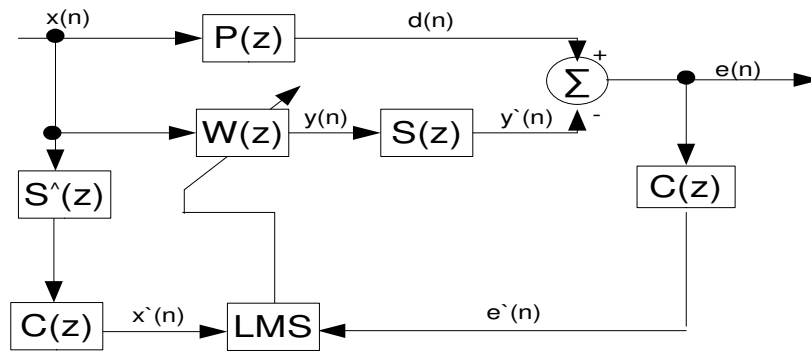 x(n)
P(z)
d(n)
+
Σ
e(n)
W(z)
y(n)
S(z)
y`(n)
-
S^(z)
C(z)
C(z)
x`(n)
LMS
e`(n)